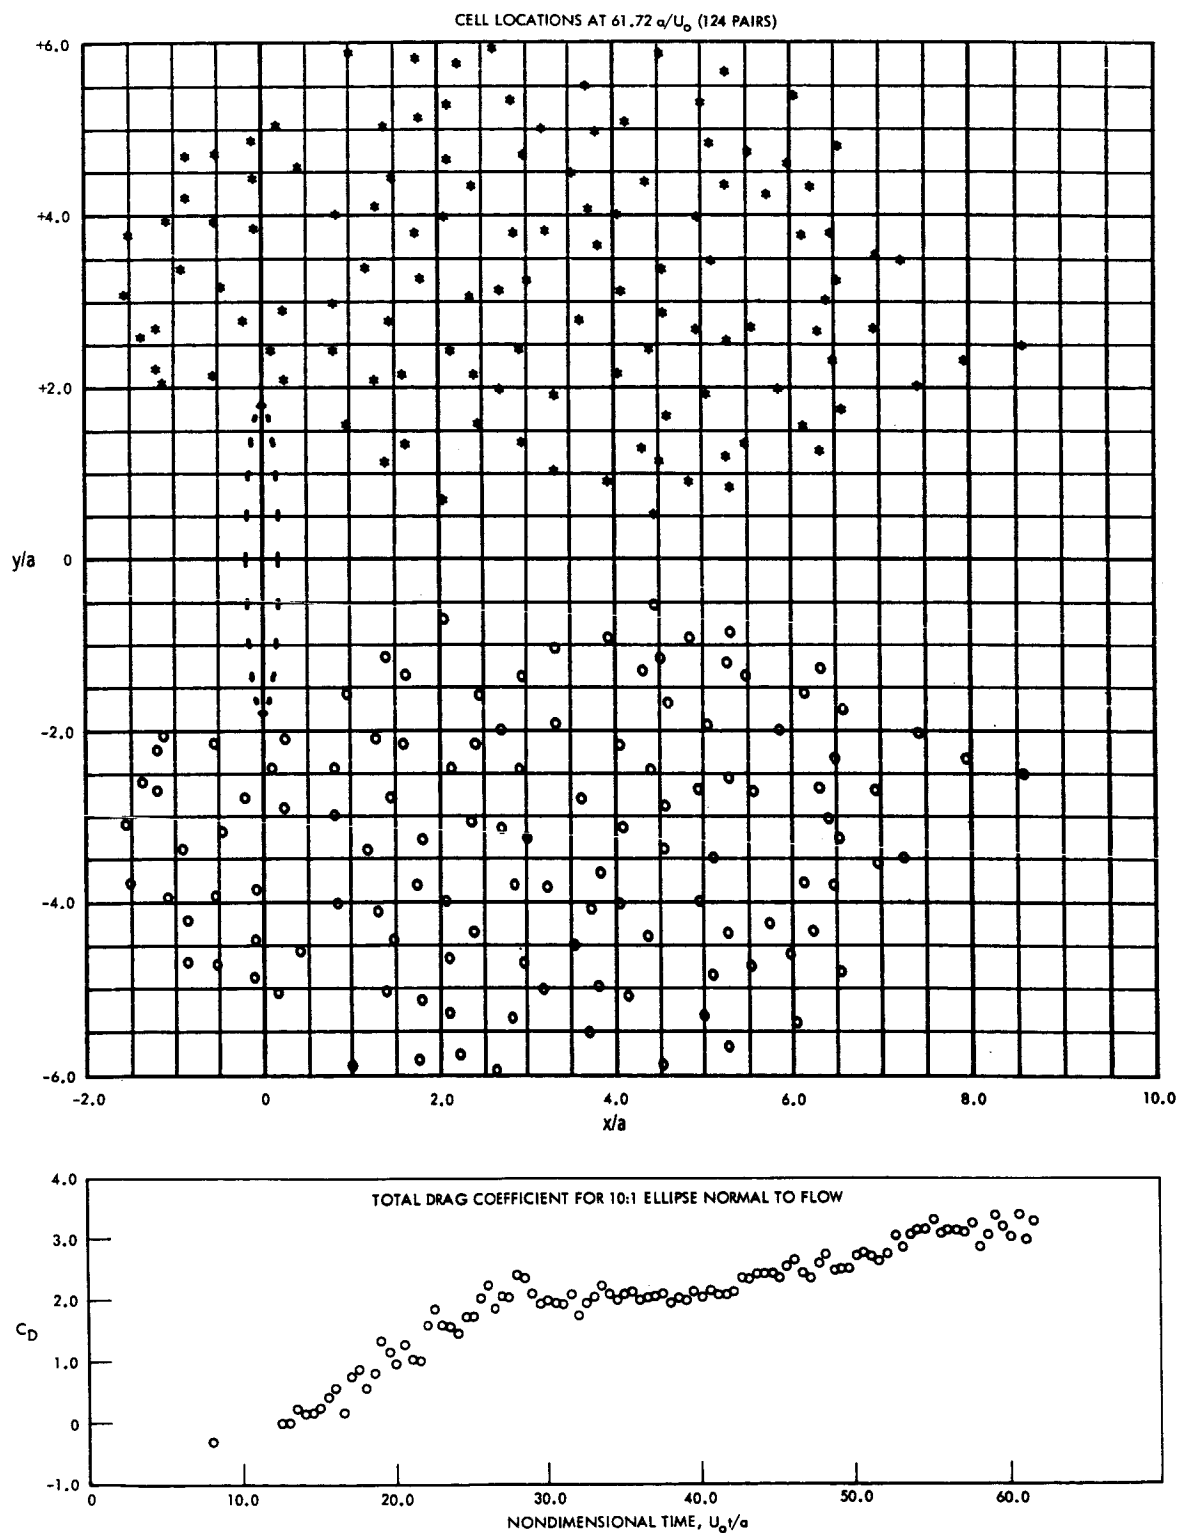 CELL LOCATIONS AT 61.72 a/U₀ (124 PAIRS)
+6.0
+4.0
+2.0
y/a 0
-2.0
-4.0
-6.0
-2.0 0 2.0 4.0 6.0 8.0 10.0
x/a
4.0
TOTAL DRAG COEFFICIENT FOR 10:1 ELLIPSE NORMAL TO FLOW
3.0
2.0
C_D
1.0
0
-1.0
0 10.0 20.0 30.0 40.0 50.0 60.0
NONDIMENSIONAL TIME, U₀t/a